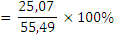 = 25,07 / 55,49 × 100%